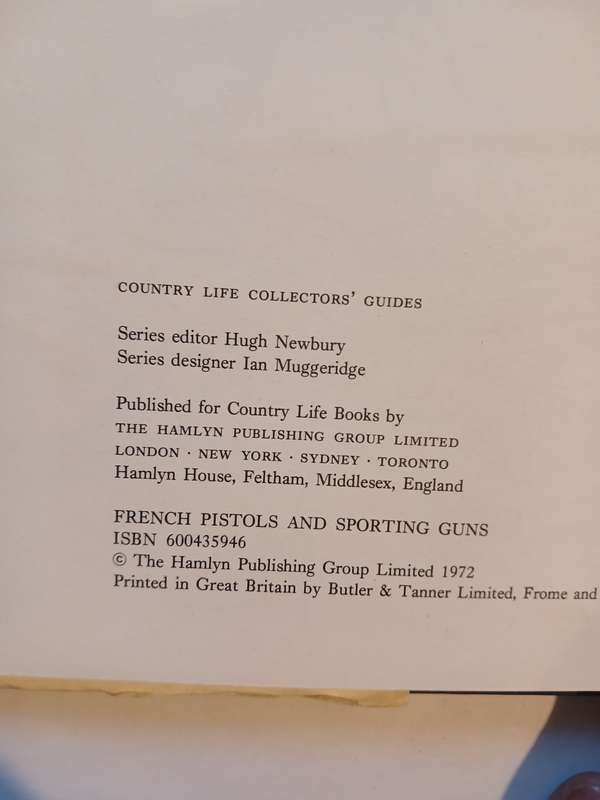 COUNTRY LIFE COLLECTORS' GUIDES
Series editor Hugh Newbury
Series designer Ian Muggeridge
Published for Country Life Books by
THE HAMLYN PUBLISHING GROUP LIMITED
LONDON · NEW YORK · SYDNEY · TORONTO
Hamlyn House, Feltham, Middlesex, England
FRENCH PISTOLS AND SPORTING GUNS
ISBN 600435946
© The Hamlyn Publishing Group Limited 1972
Printed in Great Britain by Butler & Tanner Limited, Frome and